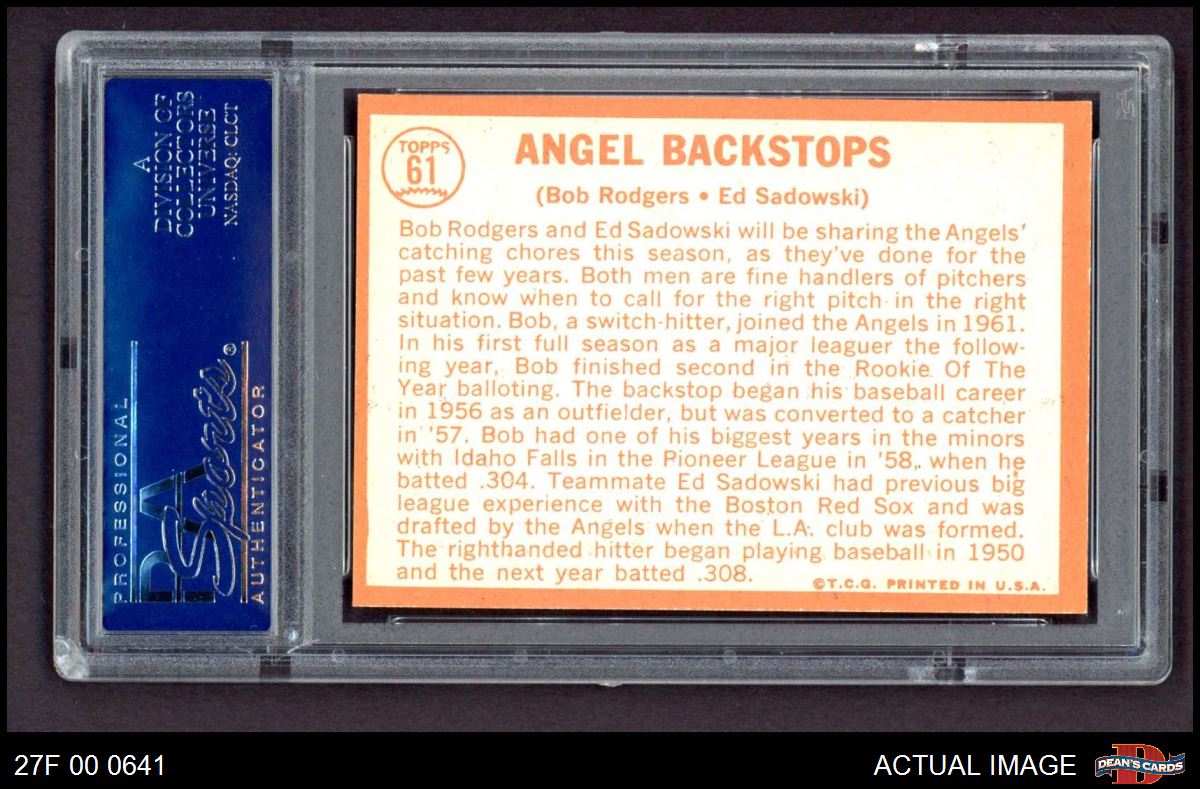 A
DIVISION OF
COLLECTORS
UNIVERSE
NASDAQ: CLCT
PROFESSIONAL
PSA
Sports®
AUTHENTICATOR
TOPPS
61
ANGEL BACKSTOPS
(Bob Rodgers • Ed Sadowski)
Bob Rodgers and Ed Sadowski will be sharing the Angels'
catching chores this season, as they've done for the
past few years. Both men are fine handlers of pitchers
and know when to call for the right pitch in the right
situation. Bob, a switch-hitter, joined the Angels in 1961.
In his first full season as a major leaguer the follow-
ing year, Bob finished second in the Rookie Of The
Year balloting. The backstop began his baseball career
in 1956 as an outfielder, but was converted to a catcher
in '57. Bob had one of his biggest years in the minors
with Idaho Falls in the Pioneer League in '58, when he
batted .304. Teammate Ed Sadowski had previous big
league experience with the Boston Red Sox and was
drafted by the Angels when the L.A. club was formed.
The righthanded hitter began playing baseball in 1950
and the next year batted .308.
©T.C.G. PRINTED IN U.S.A.
27F 00 0641
ACTUAL IMAGE
D
DEAN'S CARDS